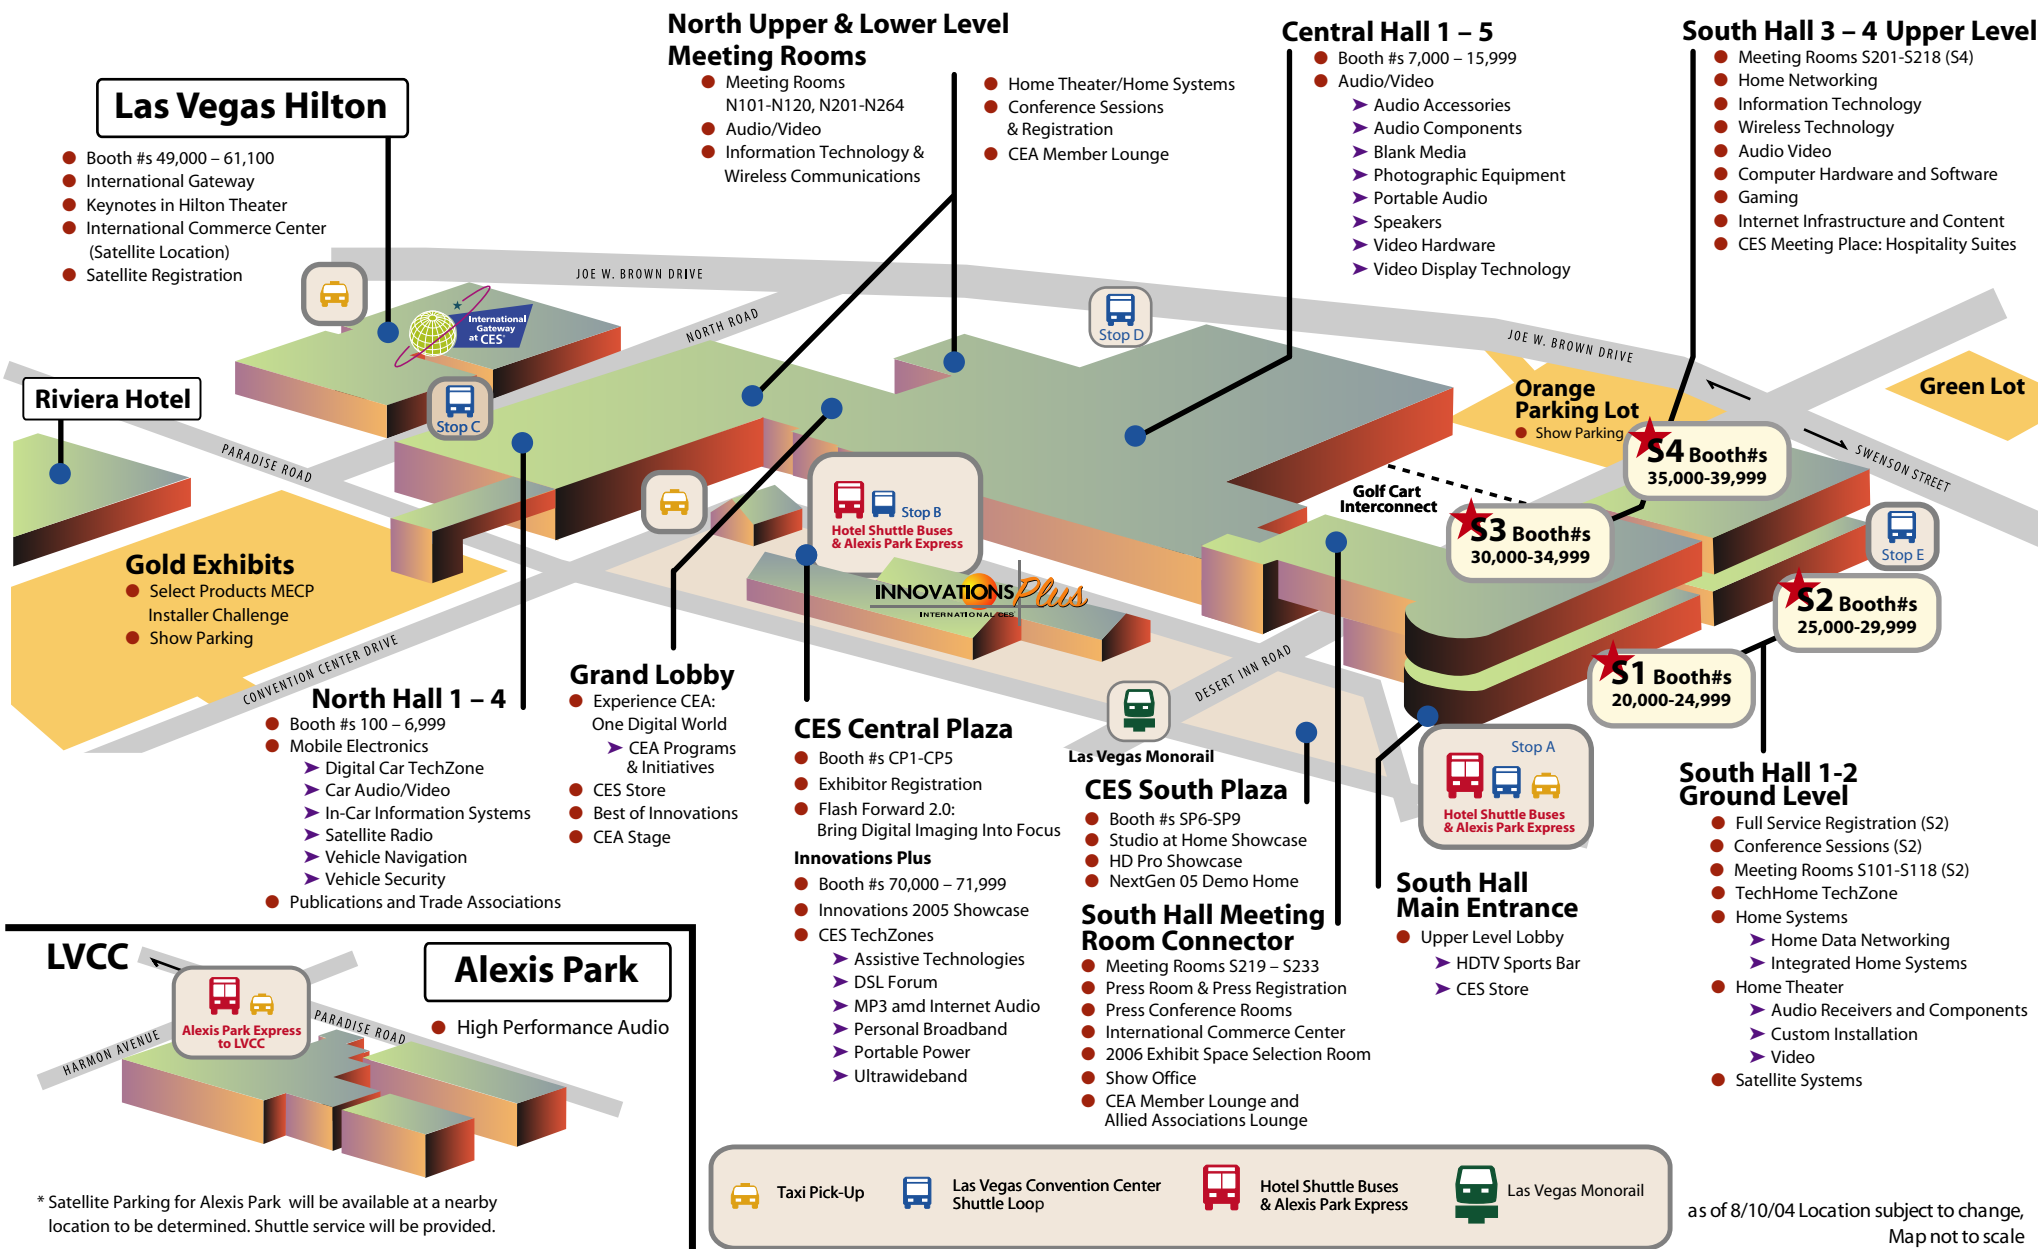 North Upper & Lower Level
Meeting Rooms
Meeting Rooms
N101-N120, N201-N264
Audio/Video
Information Technology &
Wireless Communications
Home Theater/Home Systems
Conference Sessions
& Registration
CEA Member Lounge
Central Hall 1 – 5
Booth #s 7,000 – 15,999
Audio/Video
Audio Accessories
Audio Components
Blank Media
Photographic Equipment
Portable Audio
Speakers
Video Hardware
Video Display Technology
South Hall 3 – 4 Upper Level
Meeting Rooms S201-S218 (S4)
Home Networking
Information Technology
Wireless Technology
Audio Video
Computer Hardware and Software
Gaming
Internet Infrastructure and Content
CES Meeting Place: Hospitality Suites
Las Vegas Hilton
Booth #s 49,000 – 61,100
International Gateway
Keynotes in Hilton Theater
International Commerce Center
(Satellite Location)
Satellite Registration
JOE W. BROWN DRIVE
International
Gateway
at CES
NORTH ROAD
Stop D
JOE W. BROWN DRIVE
Riviera Hotel
Stop C
PARADISE ROAD
Orange
Parking Lot
Show Parking
Green Lot
S4 Booth#s
35,000-39,999
SWENSON STREET
Golf Cart
Interconnect
S3 Booth#s
30,000-34,999
Stop E
Stop B
Hotel Shuttle Buses
& Alexis Park Express
INNOVATIONS Plus
INTERNATIONAL CES
S2 Booth#s
25,000-29,999
S1 Booth#s
20,000-24,999
Gold Exhibits
Select Products MECP
Installer Challenge
Show Parking
CONVENTION CENTER DRIVE
DESERT INN ROAD
Las Vegas Monorail
North Hall 1 – 4
Booth #s 100 – 6,999
Mobile Electronics
Digital Car TechZone
Car Audio/Video
In-Car Information Systems
Satellite Radio
Vehicle Navigation
Vehicle Security
Publications and Trade Associations
Grand Lobby
Experience CEA:
One Digital World
CEA Programs
& Initiatives
CES Store
Best of Innovations
CEA Stage
CES Central Plaza
Booth #s CP1-CP5
Exhibitor Registration
Flash Forward 2.0:
Bring Digital Imaging Into Focus
Innovations Plus
Booth #s 70,000 – 71,999
Innovations 2005 Showcase
CES TechZones
Assistive Technologies
DSL Forum
MP3 amd Internet Audio
Personal Broadband
Portable Power
Ultrawideband
CES South Plaza
Booth #s SP6-SP9
Studio at Home Showcase
HD Pro Showcase
NextGen 05 Demo Home
South Hall Meeting
Room Connector
Meeting Rooms S219 – S233
Press Room & Press Registration
Press Conference Rooms
International Commerce Center
2006 Exhibit Space Selection Room
Show Office
CEA Member Lounge and
Allied Associations Lounge
Stop A
Hotel Shuttle Buses
& Alexis Park Express
South Hall
Main Entrance
Upper Level Lobby
HDTV Sports Bar
CES Store
South Hall 1-2
Ground Level
Full Service Registration (S2)
Conference Sessions (S2)
Meeting Rooms S101-S118 (S2)
TechHome TechZone
Home Systems
Home Data Networking
Integrated Home Systems
Home Theater
Audio Receivers and Components
Custom Installation
Video
Satellite Systems
LVCC
Alexis Park
High Performance Audio
Alexis Park Express
to LVCC
HARMON AVENUE
PARADISE ROAD
* Satellite Parking for Alexis Park will be available at a nearby
location to be determined. Shuttle service will be provided.
Taxi Pick-Up
Las Vegas Convention Center
Shuttle Loop
Hotel Shuttle Buses
& Alexis Park Express
Las Vegas Monorail
as of 8/10/04 Location subject to change,
Map not to scale